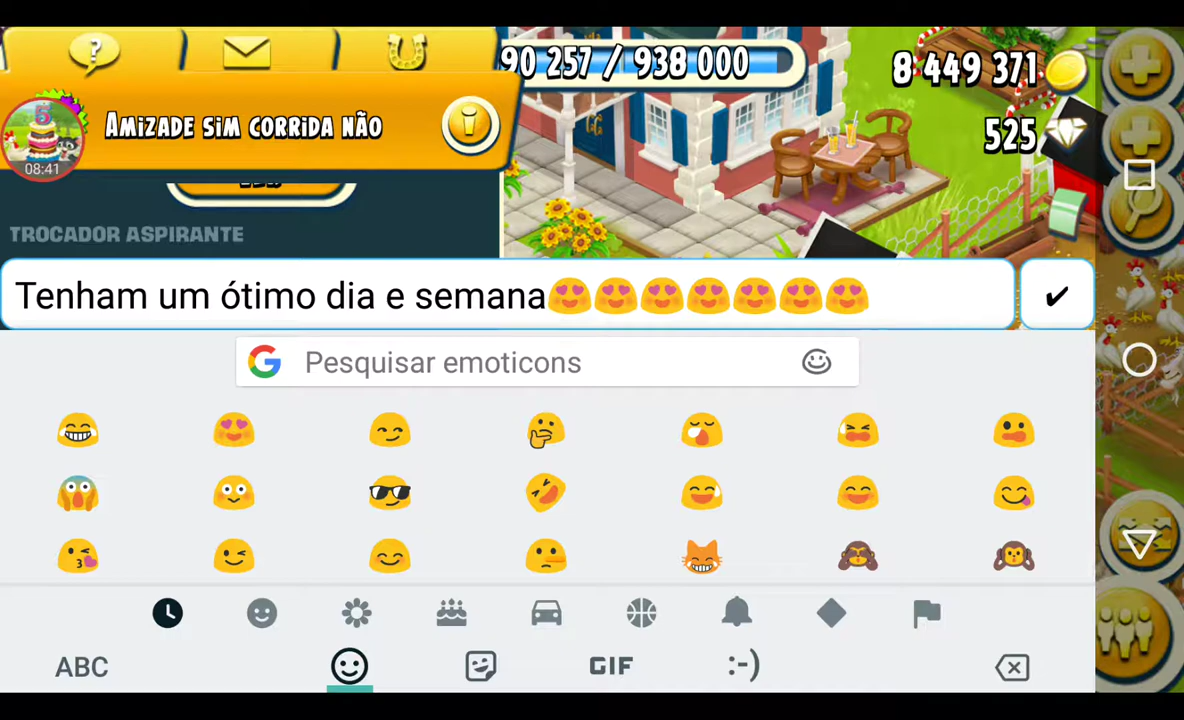 90 257 / 938 000
8 449 371
AMIZADE SIM CORRIDA NÃO
5
08:41
525
TROCADOR ASPIRANTE
Tenham um ótimo dia e semana😍😍😍😍😍😍😍
Pesquisar emoticons
ABC
GIF
:-)